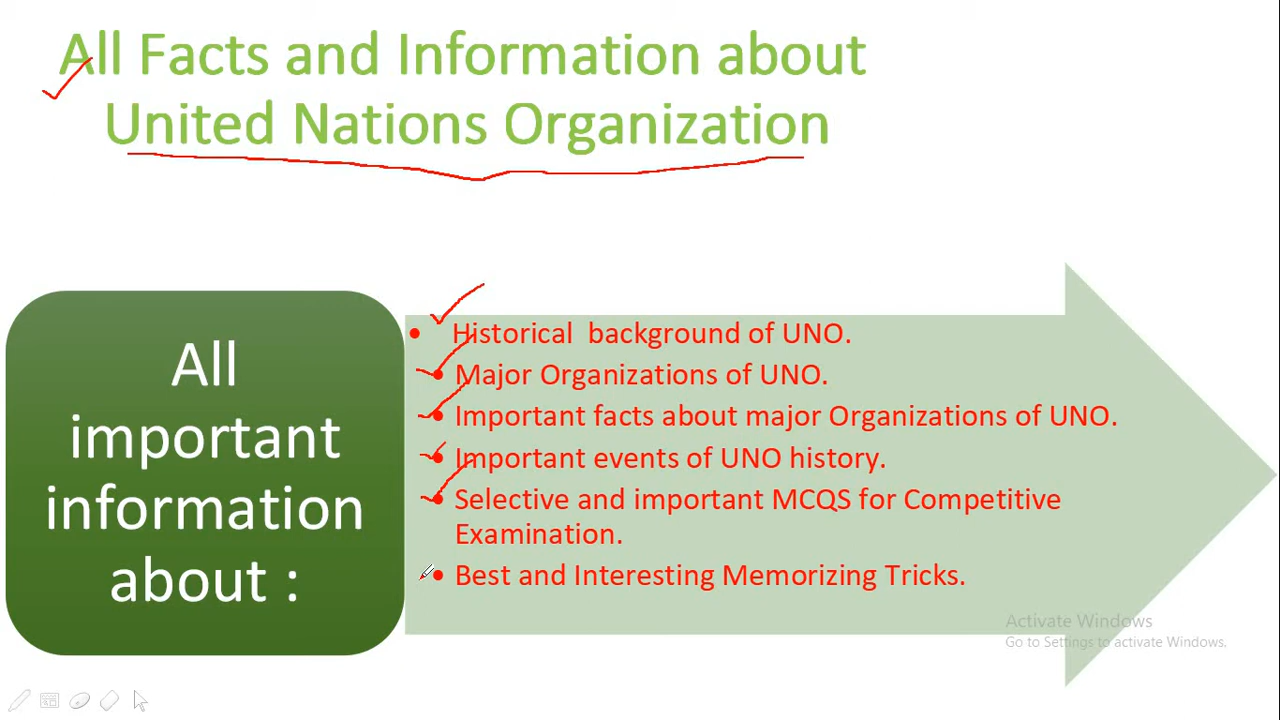 All Facts and Information about
United Nations Organization
All
important
information
about :
• Historical background of UNO.
• Major Organizations of UNO.
• Important facts about major Organizations of UNO.
• Important events of UNO history.
• Selective and important MCQS for Competitive
Examination.
• Best and Interesting Memorizing Tricks.
Activate Windows
Go to Settings to activate Windows.